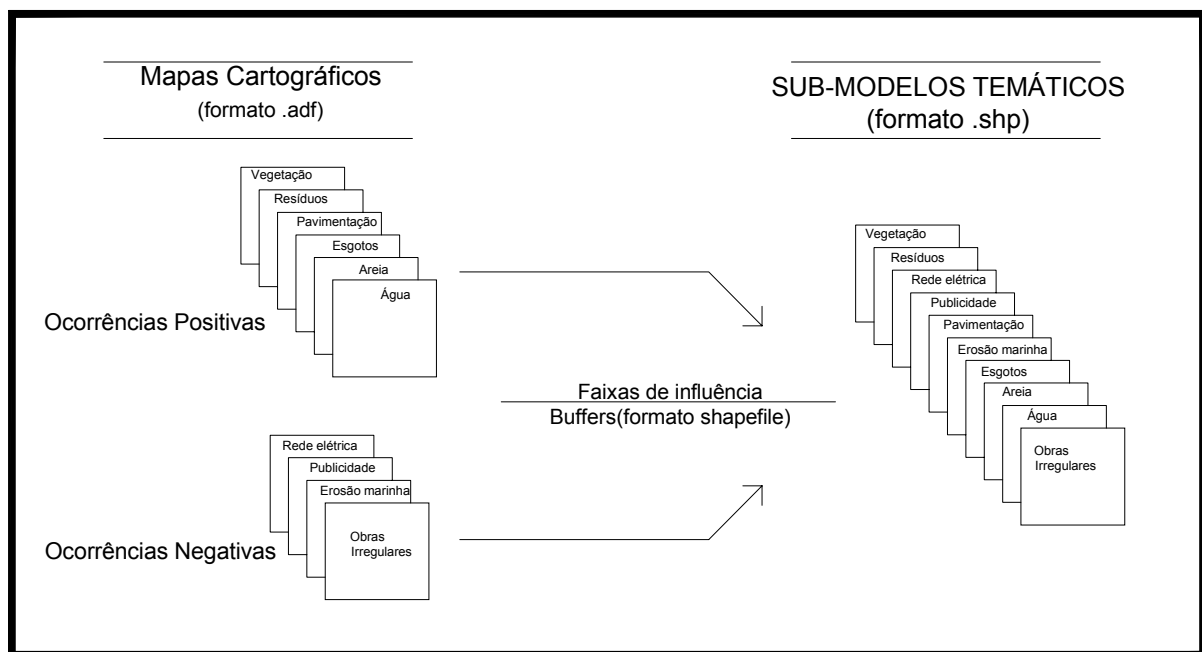 Mapas Cartográficos
(formato .adf)
SUB-MODELOS TEMÁTICOS
(formato .shp)
Vegetação
Resíduos
Pavimentação
Esgotos
Areia
Água
Ocorrências Positivas
Faixas de influência
Buffers(formato shapefile)
Rede elétrica
Publicidade
Erosão marinha
Obras
Irregulares
Ocorrências Negativas
Vegetação
Resíduos
Rede elétrica
Publicidade
Pavimentação
Erosão marinha
Esgotos
Areia
Água
Obras
Irregulares